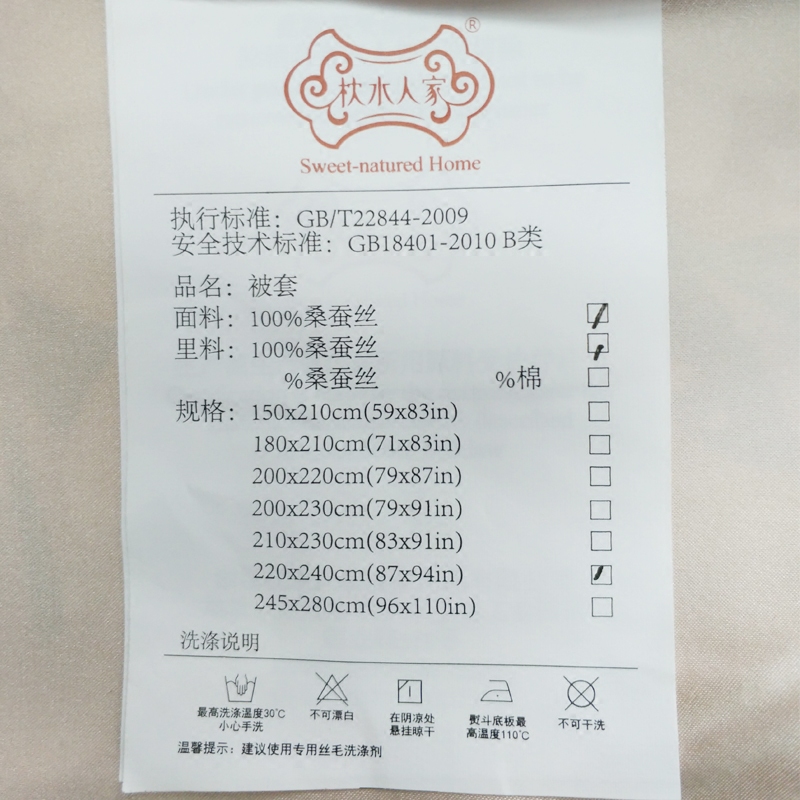 ®
枕水人家
Sweet-natured Home
执行标准：GB/T22844-2009
安全技术标准：GB18401-2010 B类
品名：被套
面料：100%桑蚕丝
里料：100%桑蚕丝
%桑蚕丝 %棉
规格：150x210cm(59x83in)
180x210cm(71x83in)
200x220cm(79x87in)
200x230cm(79x91in)
210x230cm(83x91in)
220x240cm(87x94in)
245x280cm(96x110in)
洗涤说明
最高洗涤温度30℃ 不可漂白 在阴凉处 熨斗底板最 不可干洗
小心手洗 悬挂晾干 高温度110℃
温馨提示：建议使用专用丝毛洗涤剂